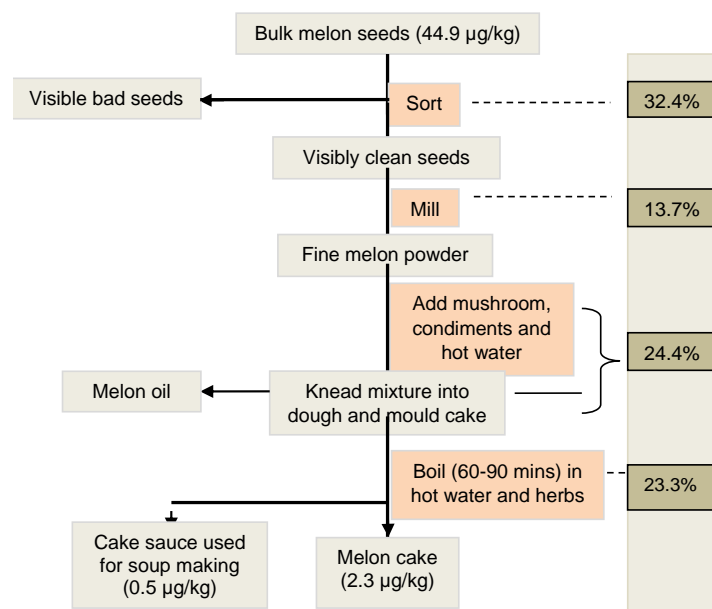 Bulk melon seeds (44.9 µg/kg)
Visible bad seeds
Sort
32.4%
Visibly clean seeds
Mill
13.7%
Fine melon powder
Add mushroom,
condiments and
hot water
24.4%
Melon oil
Knead mixture into
dough and mould cake
Boil (60-90 mins) in
hot water and herbs
23.3%
Cake sauce used
for soup making
(0.5 µg/kg)
Melon cake
(2.3 µg/kg)